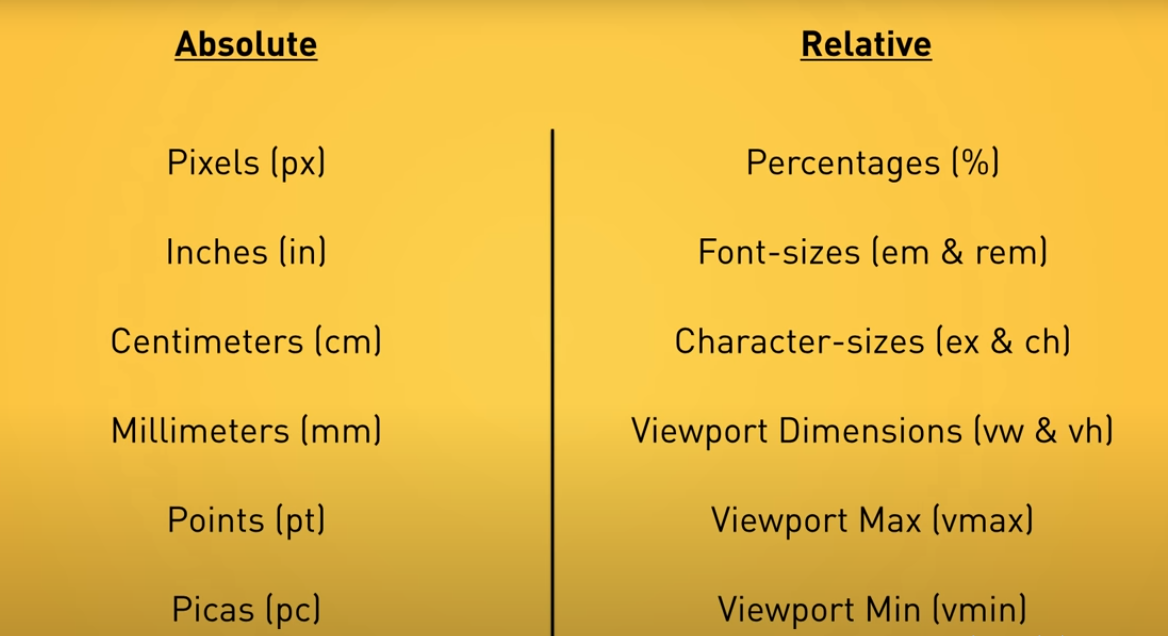 Absolute
Relative
Pixels (px)
Percentages (%)
Inches (in)
Font-sizes (em & rem)
Centimeters (cm)
Character-sizes (ex & ch)
Millimeters (mm)
Viewport Dimensions (vw & vh)
Points (pt)
Viewport Max (vmax)
Picas (pc)
Viewport Min (vmin)